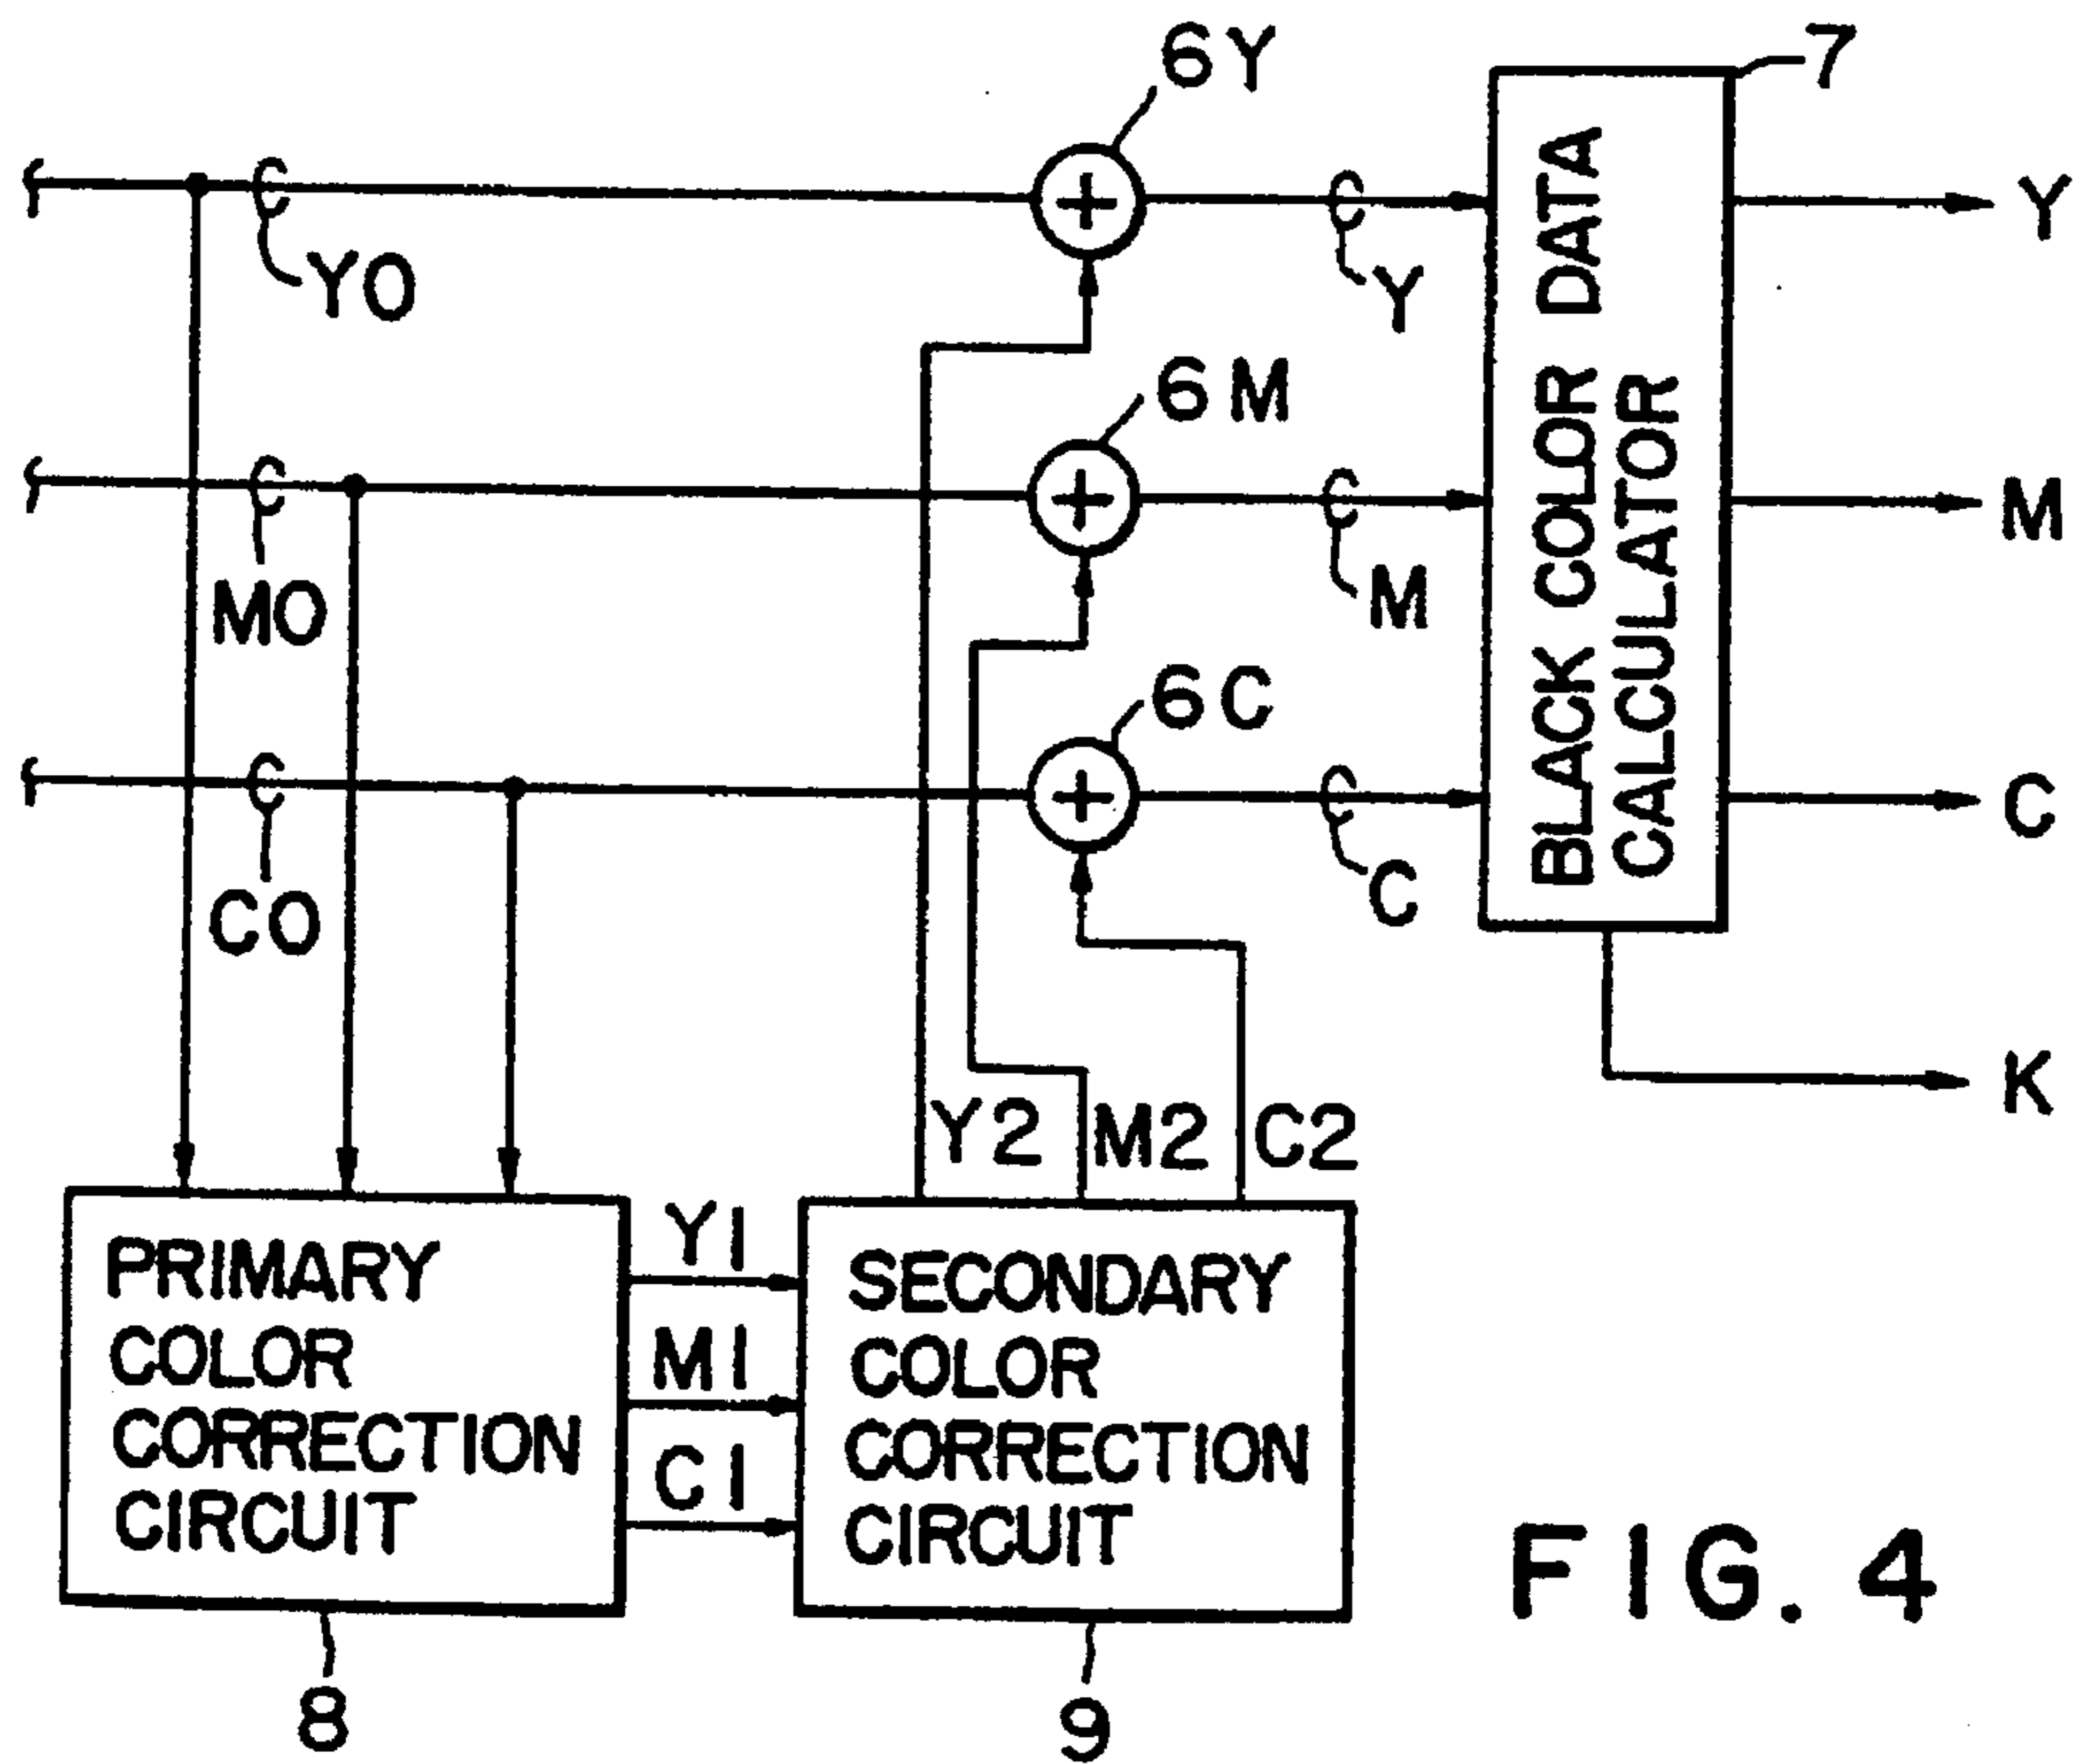 6Y
7
Y0
Y
BLACK COLOR DATA
CALCULATOR
Y
6M
M0
M
M
6C
C0
C
C
K
Y2
M2
C2
PRIMARY
COLOR
CORRECTION
CIRCUIT
Y1
M1
C1
SECONDARY
COLOR
CORRECTION
CIRCUIT
8
9
FIG. 4